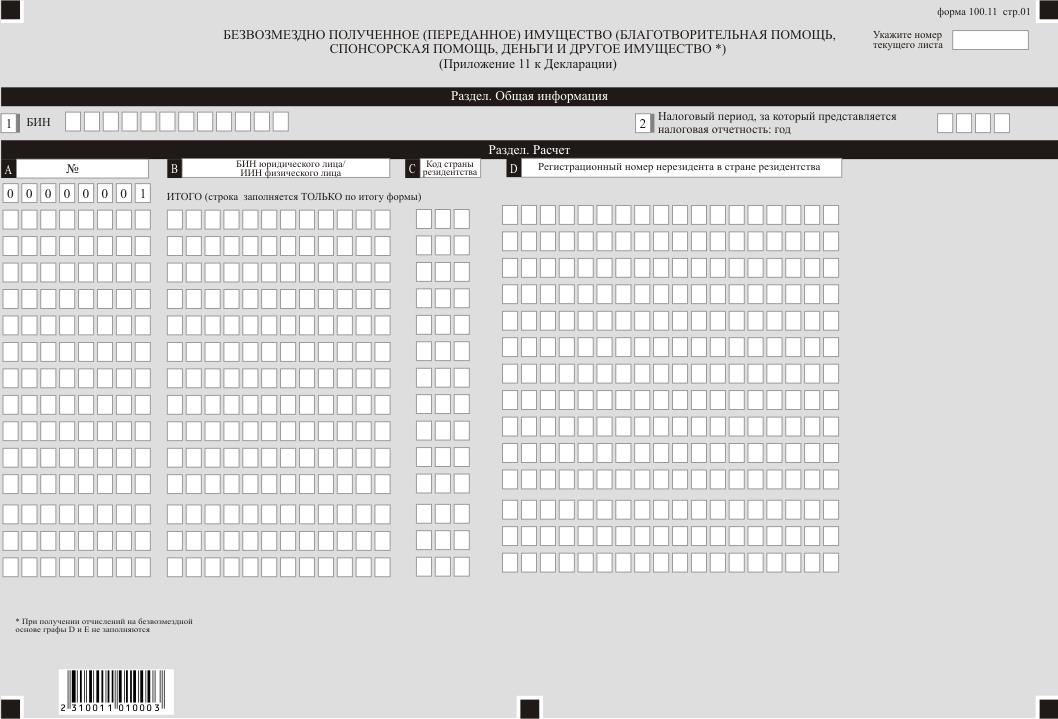 форма 100.11 стр.01
БЕЗВОЗМЕЗДНО ПОЛУЧЕННОЕ (ПЕРЕДАННОЕ) ИМУЩЕСТВО (БЛАГОТВОРИТЕЛЬНАЯ ПОМОЩЬ,
СПОНСОРСКАЯ ПОМОЩЬ, ДЕНЬГИ И ДРУГОЕ ИМУЩЕСТВО *)
(Приложение 11 к Декларации)
Укажите номер
текущего листа
Раздел. Общая информация
1 БИН
2 Налоговый период, за который представляется
налоговая отчетность: год
Раздел. Расчет
A №
B БИН юридического лица/
ИИН физического лица
C Код страны
резидентства
D Регистрационный номер нерезидента в стране резидентства
0 0 0 0 0 0 0 1 ИТОГО (строка заполняется ТОЛЬКО по итогу формы)
* При получении отчислений на безвозмездной
основе графы D и E не заполняются
2 310011 010003